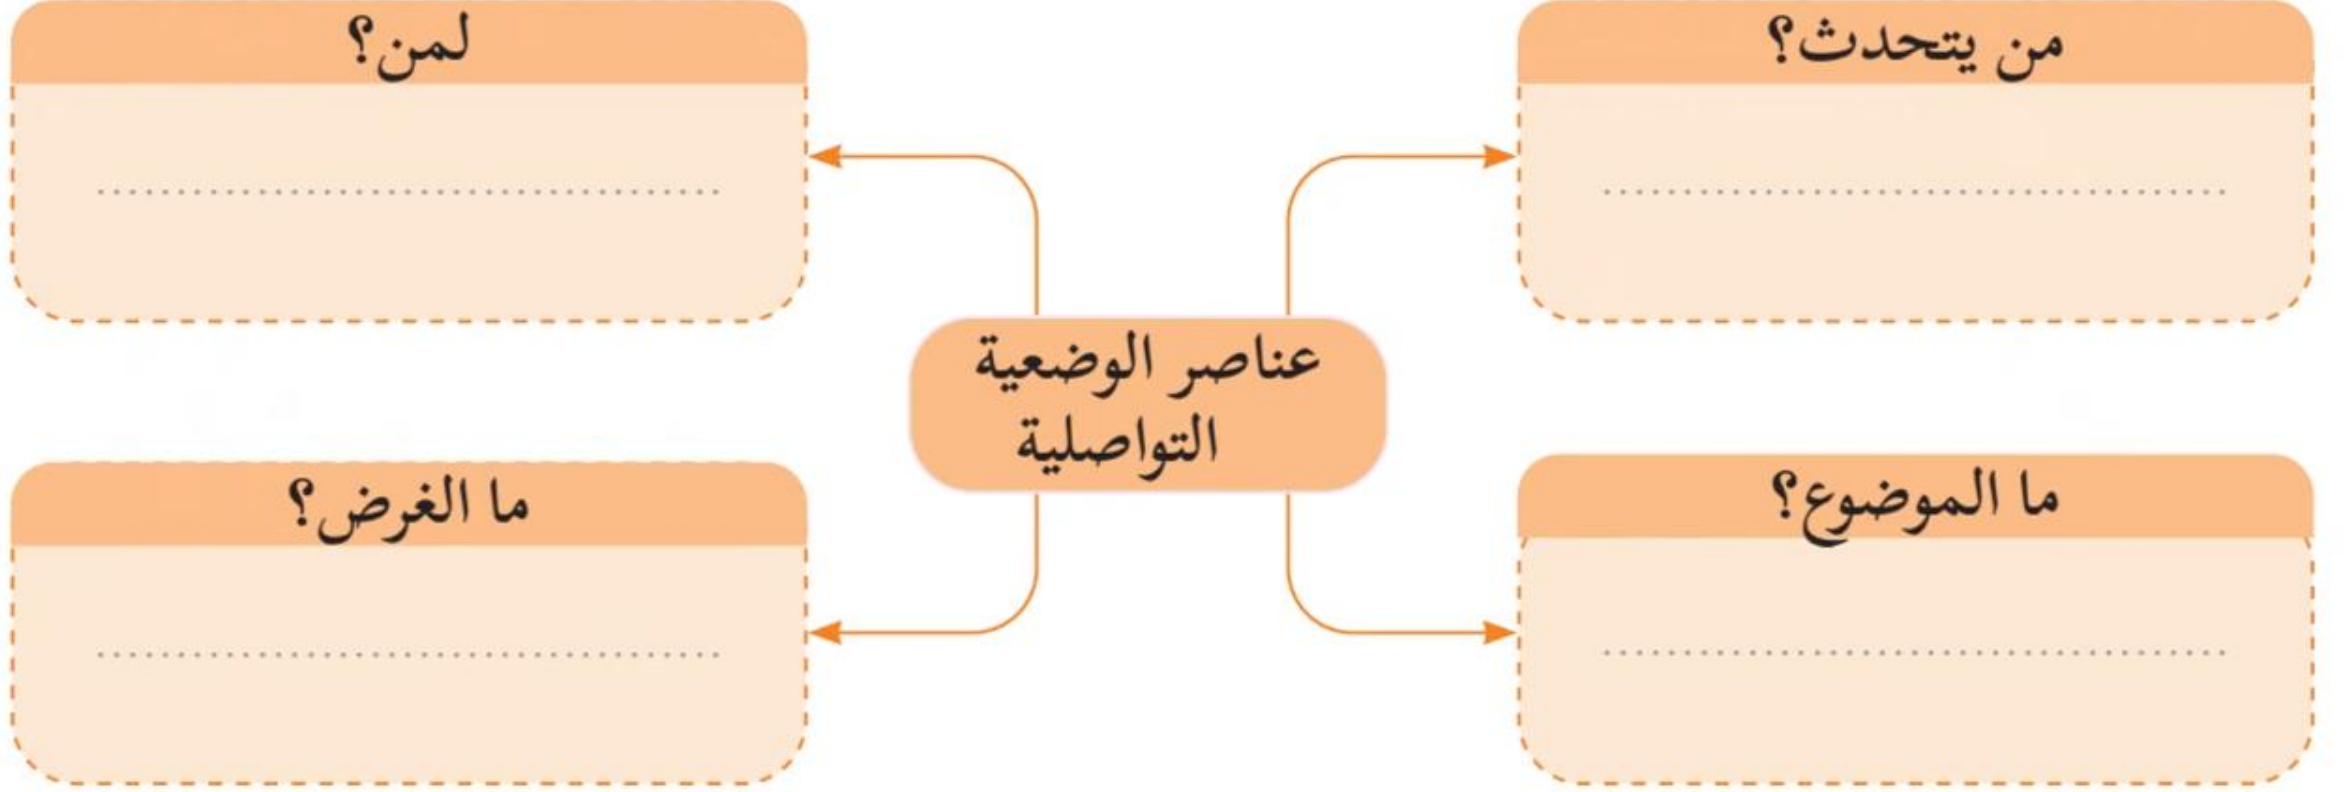 من يتحدث؟
لمن؟
عناصر الوضعية
التواصلية
ما الموضوع؟
ما الغرض؟